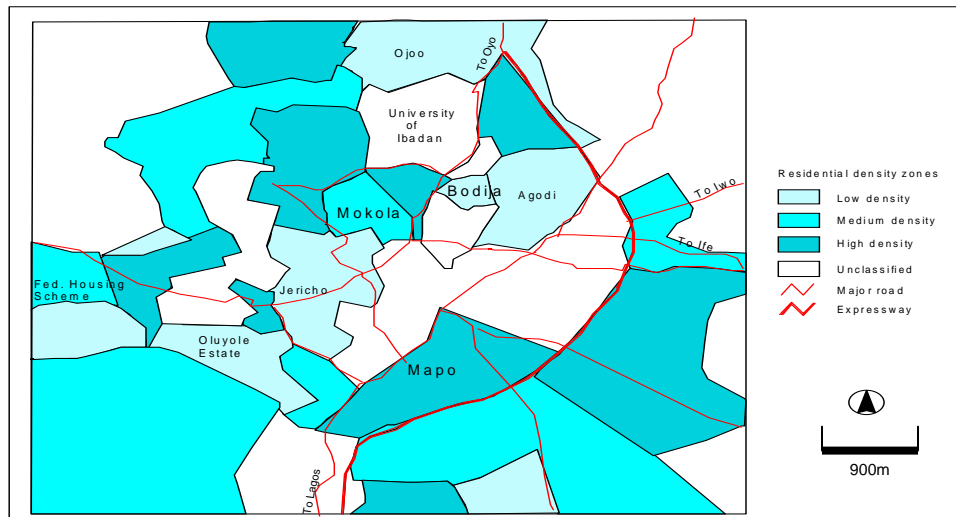 Ojoo
To Oyo
University
of
Ibadan
Bodija
Agodi
Mokola
To Iwo
To Ife
Fed. Housing
Scheme
Jericho
Oluyole
Estate
Mapo
To Lagos
Residential density zones
Low density
Medium density
High density
Unclassified
Major road
Expressway
900m